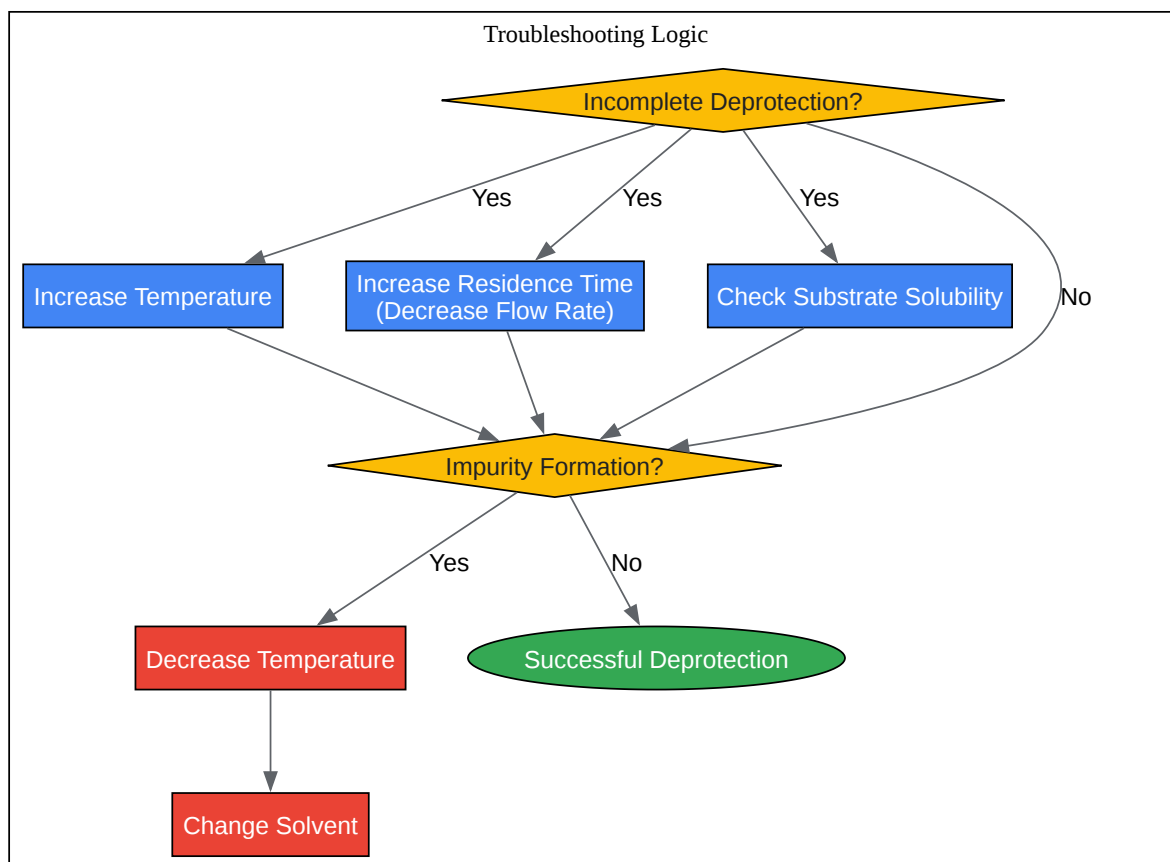 Troubleshooting Logic
Incomplete Deprotection?
Yes
Yes
Yes
No
Increase Temperature
Increase Residence Time
(Decrease Flow Rate)
Check Substrate Solubility
Impurity Formation?
Yes
No
Decrease Temperature
Successful Deprotection
Change Solvent